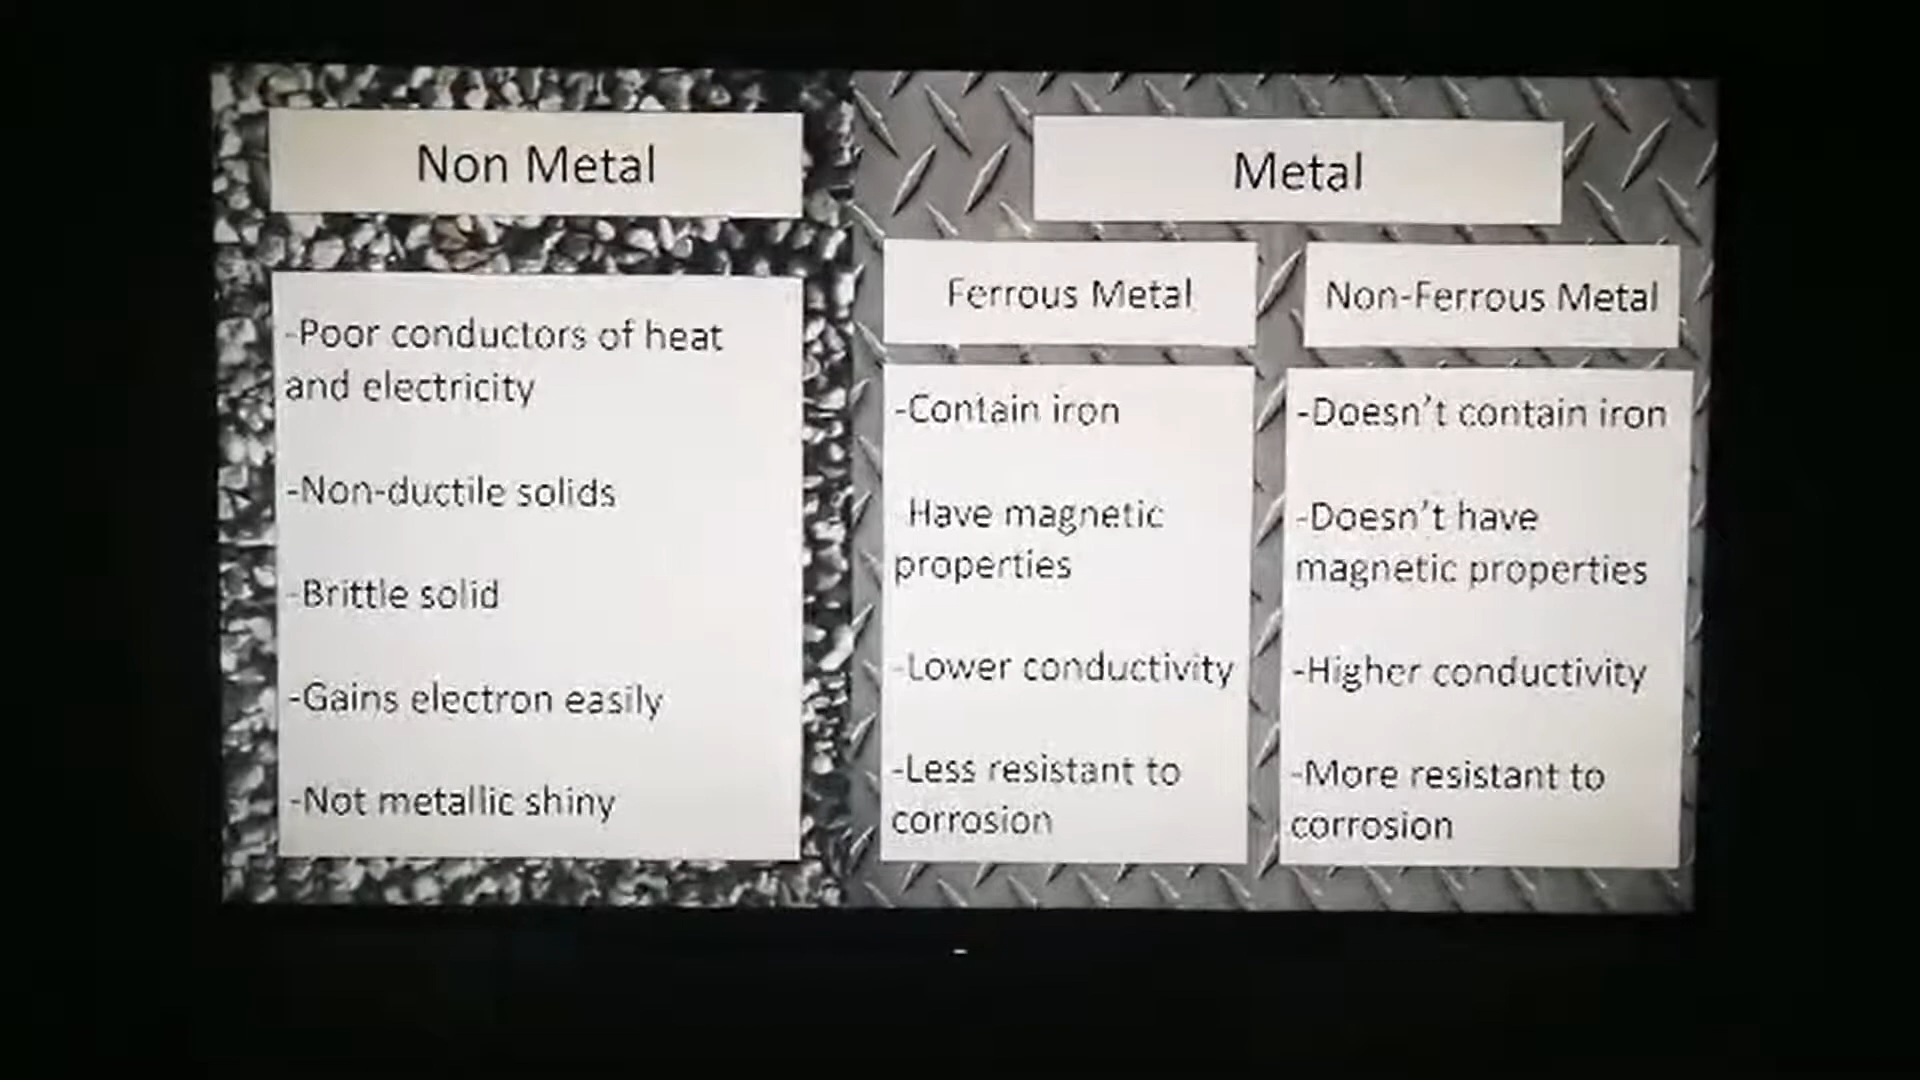 Non Metal
-Poor conductors of heat
and electricity
-Non-ductile solids
-Brittle solid
-Gains electron easily
-Not metallic shiny
Metal
Ferrous Metal
-Contain iron
-Have magnetic
properties
-Lower conductivity
-Less resistant to
corrosion
Non-Ferrous Metal
-Doesn't contain iron
-Doesn't have
magnetic properties
-Higher conductivity
-More resistant to
corrosion